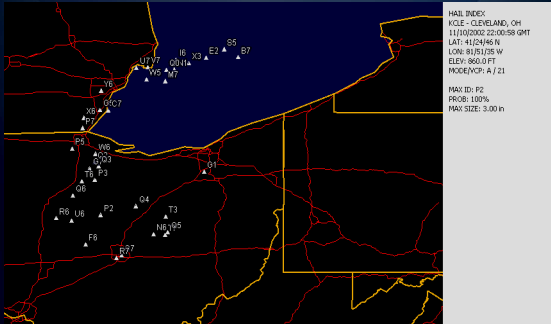 HAIL INDEX
KCLE - CLEVELAND, OH
11/10/2002 22:00:58 GMT
LAT: 41/24/46 N
LON: 81/51/35 W
ELEV: 860.0 FT
MODE/VCP: A / 21
MAX ID: P2
PROB: 100%
MAX SIZE: 3.00 in
S5
I6
E2
B7
X3
U7
V7
W5
M7
Y6
C7
X6
P7
P5
W6
Q3
G1
T6
P3
Q6
Q4
R6
U6
P2
T3
N6
Q5
F6
R7